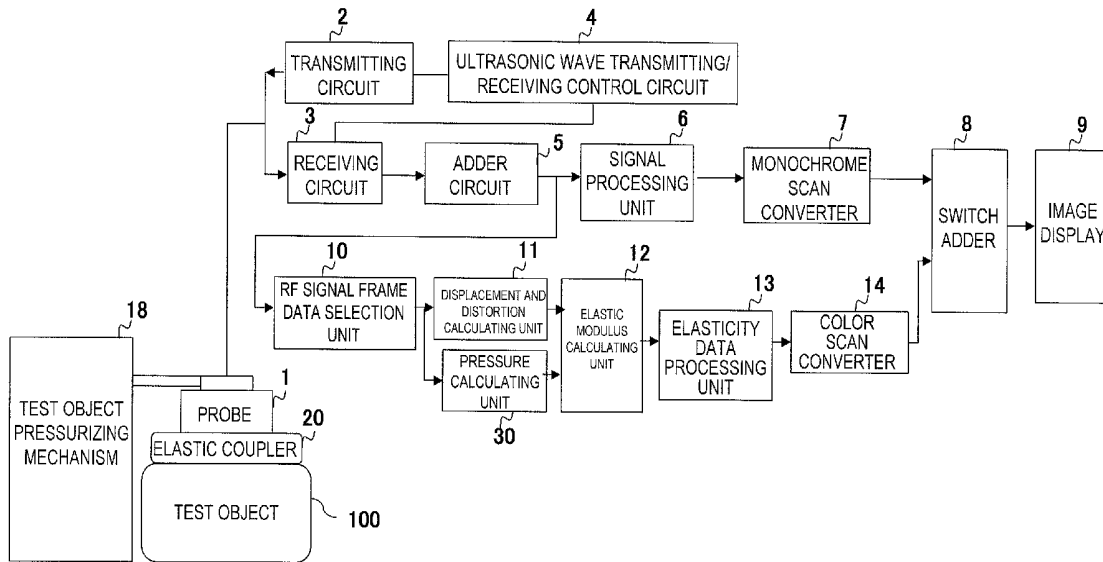 2
TRANSMITTING
CIRCUIT
4
ULTRASONIC WAVE TRANSMITTING/
RECEIVING CONTROL CIRCUIT
3
RECEIVING
CIRCUIT
5
ADDER
CIRCUIT
6
SIGNAL
PROCESSING
UNIT
7
MONOCHROME
SCAN
CONVERTER
8
SWITCH
ADDER
9
IMAGE
DISPLAY
10
RF SIGNAL FRAME
DATA SELECTION
UNIT
11
DISPLACEMENT AND
DISTORTION CALCULATING UNIT
PRESSURE
CALCULATING
UNIT
30
12
ELASTIC
MODULUS
CALCULATING
UNIT
13
ELASTICITY
DATA
PROCESSING
UNIT
14
COLOR
SCAN
CONVERTER
18
TEST OBJECT
PRESSURIZING
MECHANISM
1
PROBE
20
ELASTIC COUPLER
TEST OBJECT
100